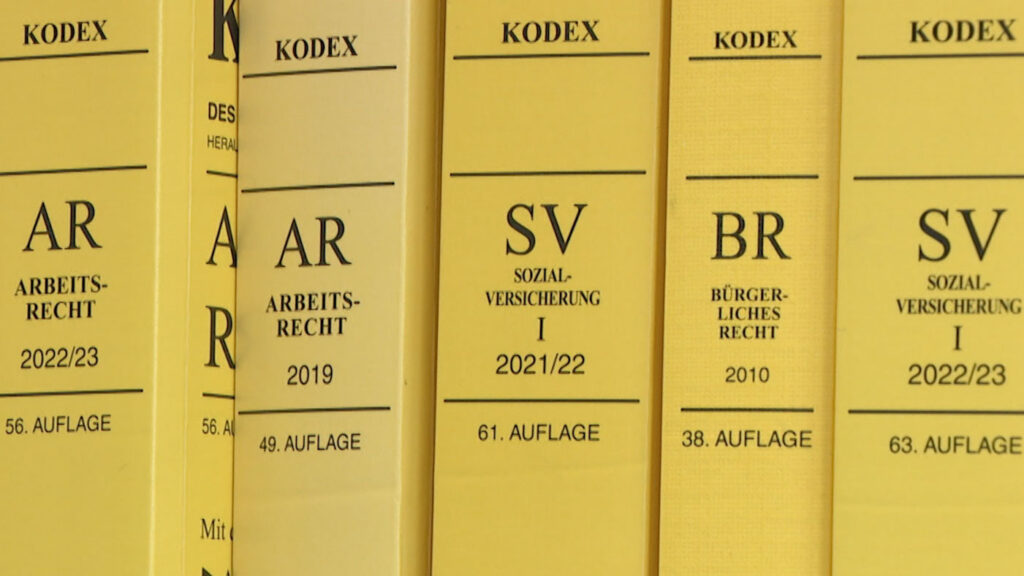 KODEX
AR
ARBEITS-
RECHT
2022/23
56. AUFLAGE
DES
56. A
Mit
KODEX
AR
ARBEITS-
RECHT
2019
49. AUFLAGE
KODEX
SV
SOZIAL-
VERSICHERUNG
I
2021/22
61. AUFLAGE
KODEX
BR
BÜRGER-
LICHES
RECHT
2010
38. AUFLAGE
KODEX
SV
SOZIAL-
VERSICHERUNG
I
2022/23
63. AUFLAGE